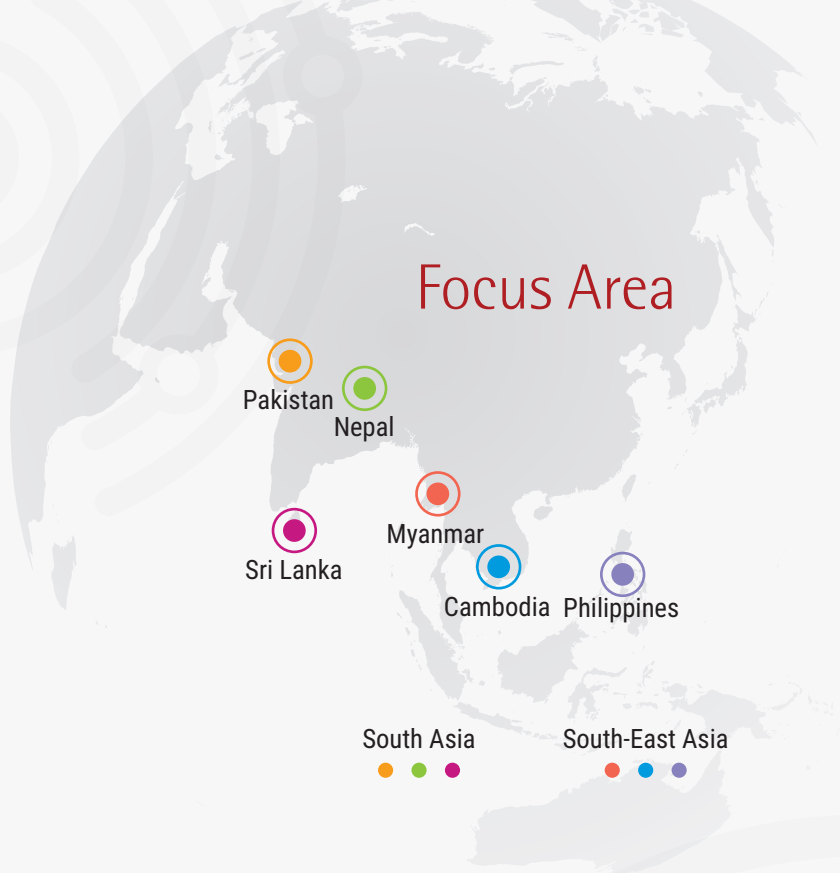 Focus Area
Pakistan
Nepal
Myanmar
Sri Lanka
Cambodia
Philippines
South Asia
South-East Asia